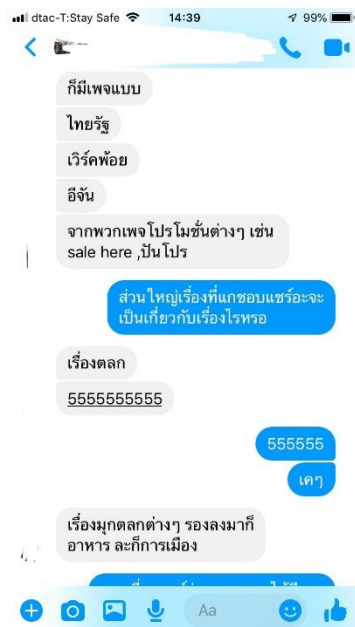 dtac-T:Stay Safe 14:39 99%
ก็มีเพจแบบ
ไทยรัฐ
เวิร์คพ้อย
อีจัน
จากพวกเพจโปรโมชั่นต่างๆ เช่น
sale here ,ปันโปร
ส่วนใหญ่เรื่องที่แกชอบแชร์อะจะ
เป็นเกี่ยวกับเรื่องไรหรอ
เรื่องตลก
5555555555
555555
เคๆ
เรื่องมุกตลกต่างๆ รองลงมาก็
อาหาร ละก็การเมือง
Aa